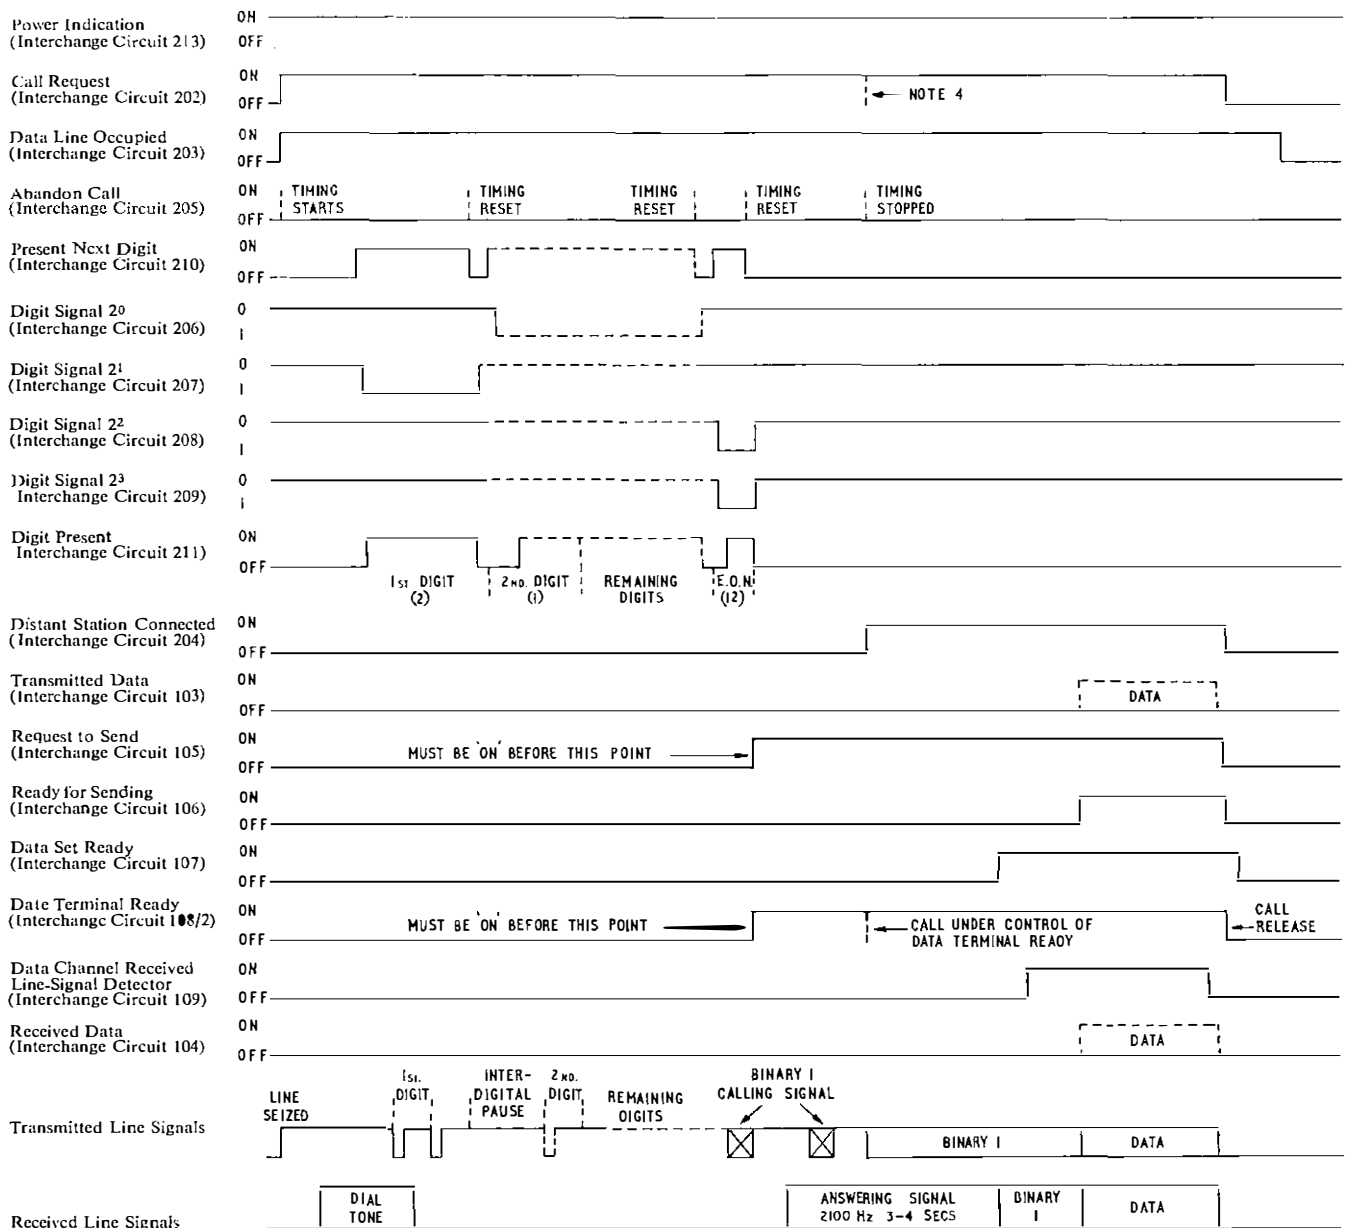 Power Indication
(Interchange Circuit 213)
ON
OFF
Call Request
(Interchange Circuit 202)
ON
OFF
NOTE 4
Data Line Occupied
(Interchange Circuit 203)
ON
OFF
Abandon Call
(Interchange Circuit 205)
ON
OFF
TIMING
STARTS
TIMING
RESET
TIMING
RESET
TIMING
RESET
TIMING
STOPPED
Present Next Digit
(Interchange Circuit 210)
ON
OFF
Digit Signal 2⁰
(Interchange Circuit 206)
0
1
Digit Signal 2¹
(Interchange Circuit 207)
0
1
Digit Signal 2²
(Interchange Circuit 208)
0
1
Digit Signal 2³
Interchange Circuit 209)
0
1
Digit Present
Interchange Circuit 211)
ON
OFF
1ST. DIGIT
(2)
2ND. DIGIT
(1)
REMAINING
DIGITS
E.O.N.
(12)
Distant Station Connected
(Interchange Circuit 204)
ON
OFF
Transmitted Data
(Interchange Circuit 103)
ON
OFF
DATA
Request to Send
(Interchange Circuit 105)
ON
OFF
MUST BE 'ON' BEFORE THIS POINT
Ready for Sending
(Interchange Circuit 106)
ON
OFF
Data Set Ready
(Interchange Circuit 107)
ON
OFF
Date Terminal Ready
(Interchange Circuit 108/2)
ON
OFF
MUST BE 'ON' BEFORE THIS POINT
CALL UNDER CONTROL OF
DATA TERMINAL READY
CALL
RELEASE
Data Channel Received
Line-Signal Detector
(Interchange Circuit 109)
ON
OFF
Received Data
(Interchange Circuit 104)
ON
OFF
DATA
Transmitted Line Signals
LINE
SEIZED
1ST.
DIGIT
INTER-
DIGITAL
PAUSE
2ND.
DIGIT
REMAINING
DIGITS
BINARY 1
CALLING SIGNAL
BINARY 1
DATA
Received Line Signals
DIAL
TONE
ANSWERING SIGNAL
2100 Hz 3-4 SECS
BINARY
1
DATA